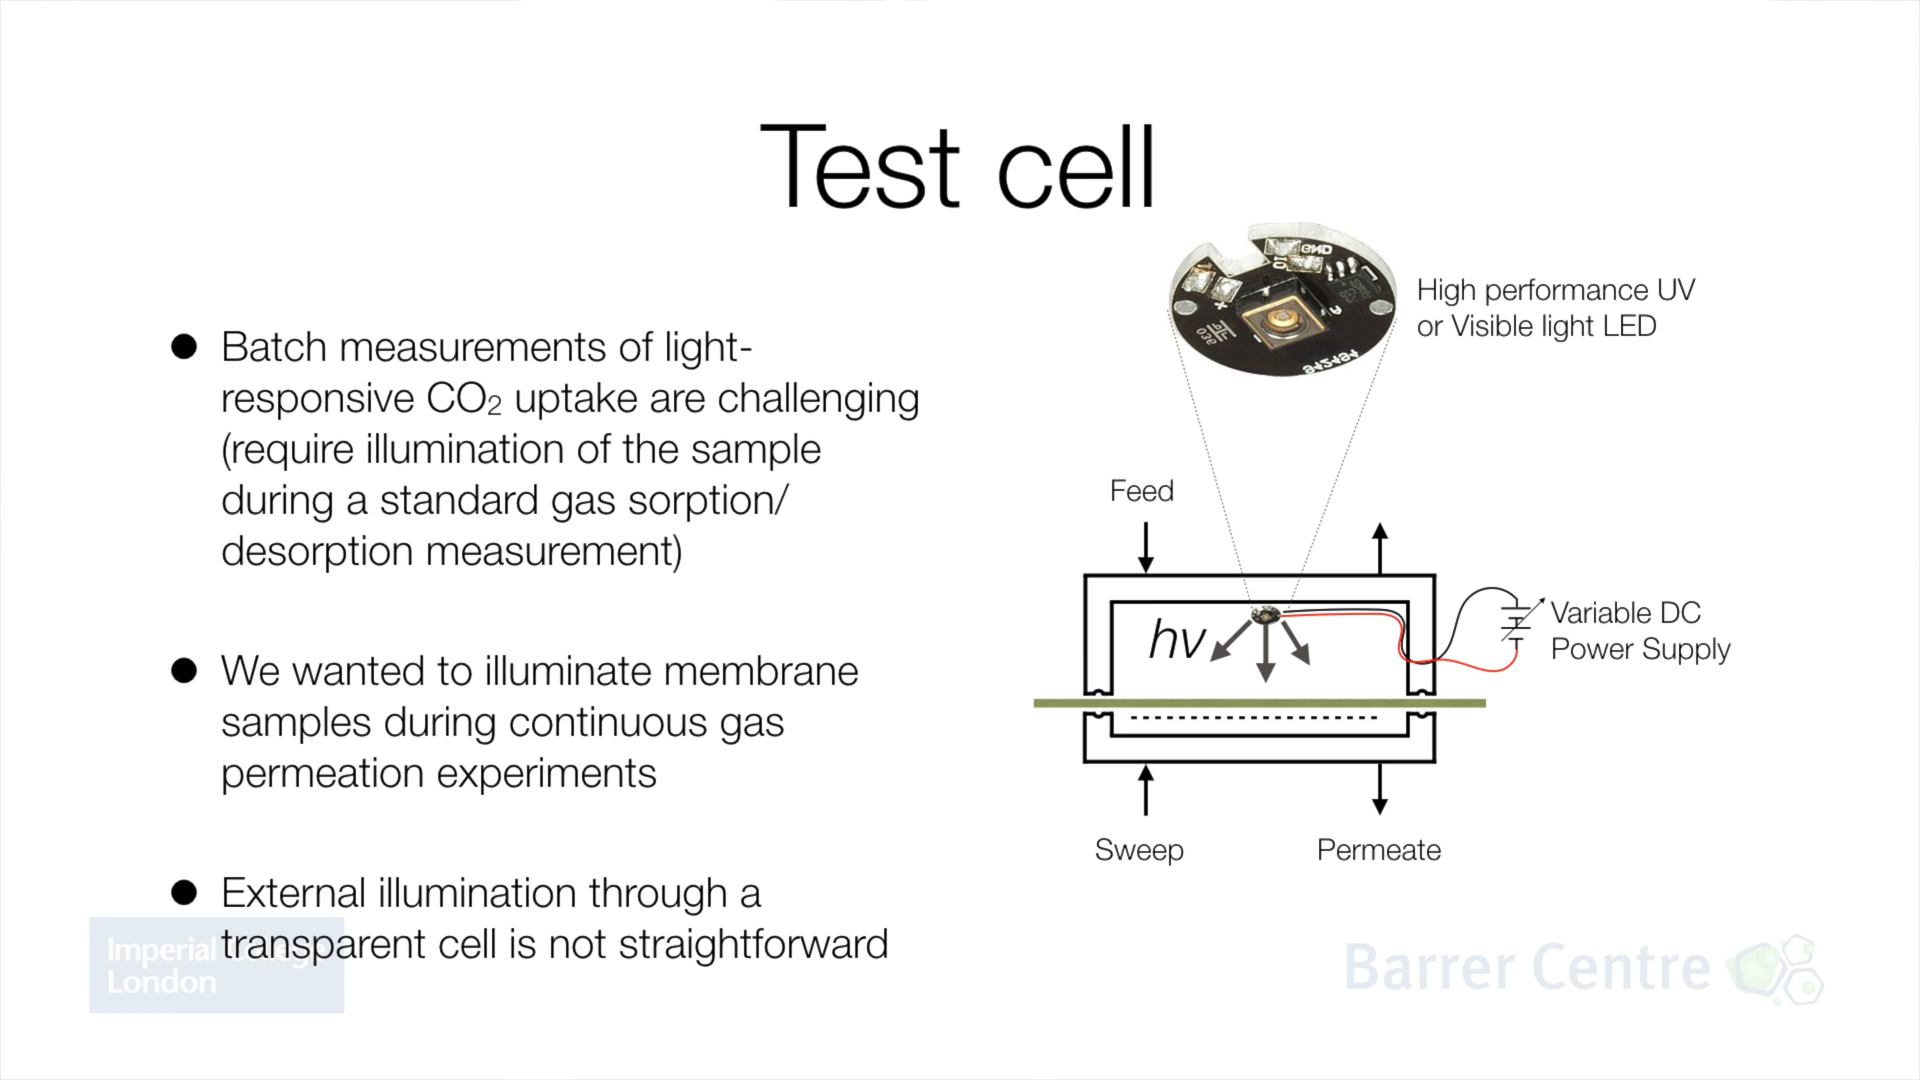 Test cell
● Batch measurements of light-
responsive CO₂ uptake are challenging
(require illumination of the sample
during a standard gas sorption/
desorption measurement)
● We wanted to illuminate membrane
samples during continuous gas
permeation experiments
● External illumination through a
transparent cell is not straightforward
GND
High performance UV
or Visible light LED
Feed
hv
Variable DC
Power Supply
Sweep
Permeate
Imperial
London
Barrer Centre